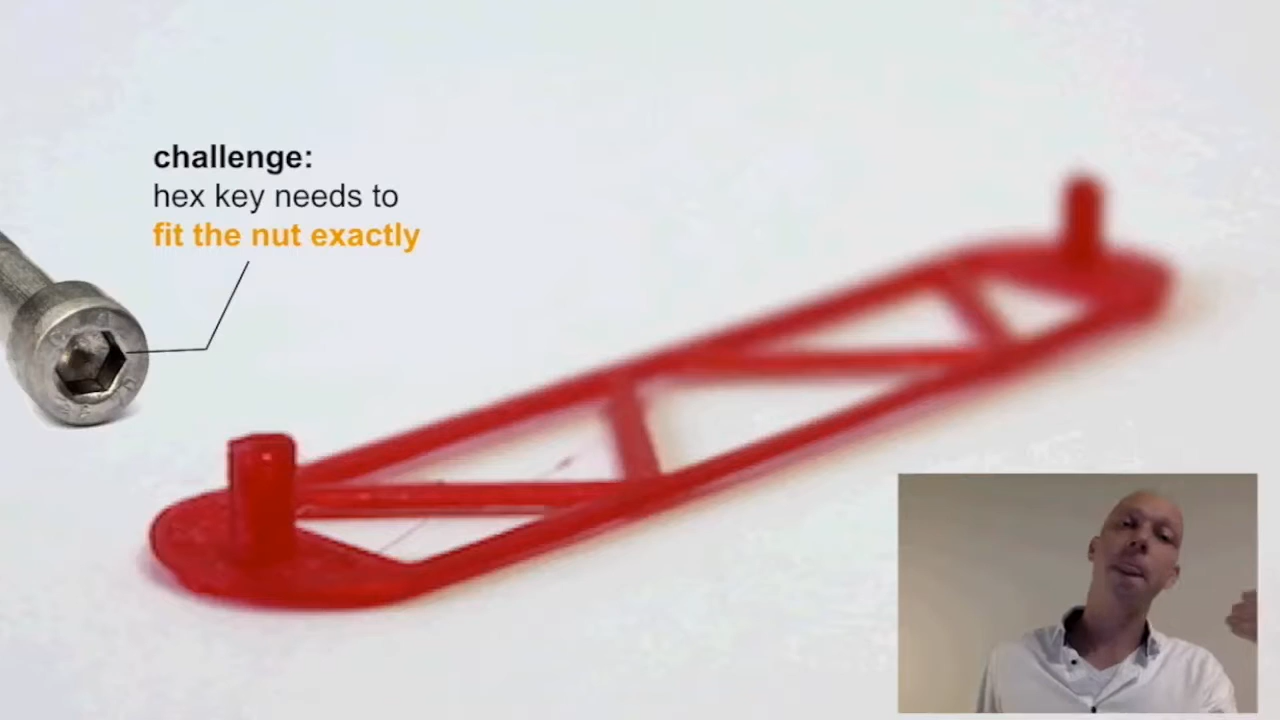 challenge:
hex key needs to
fit the nut exactly